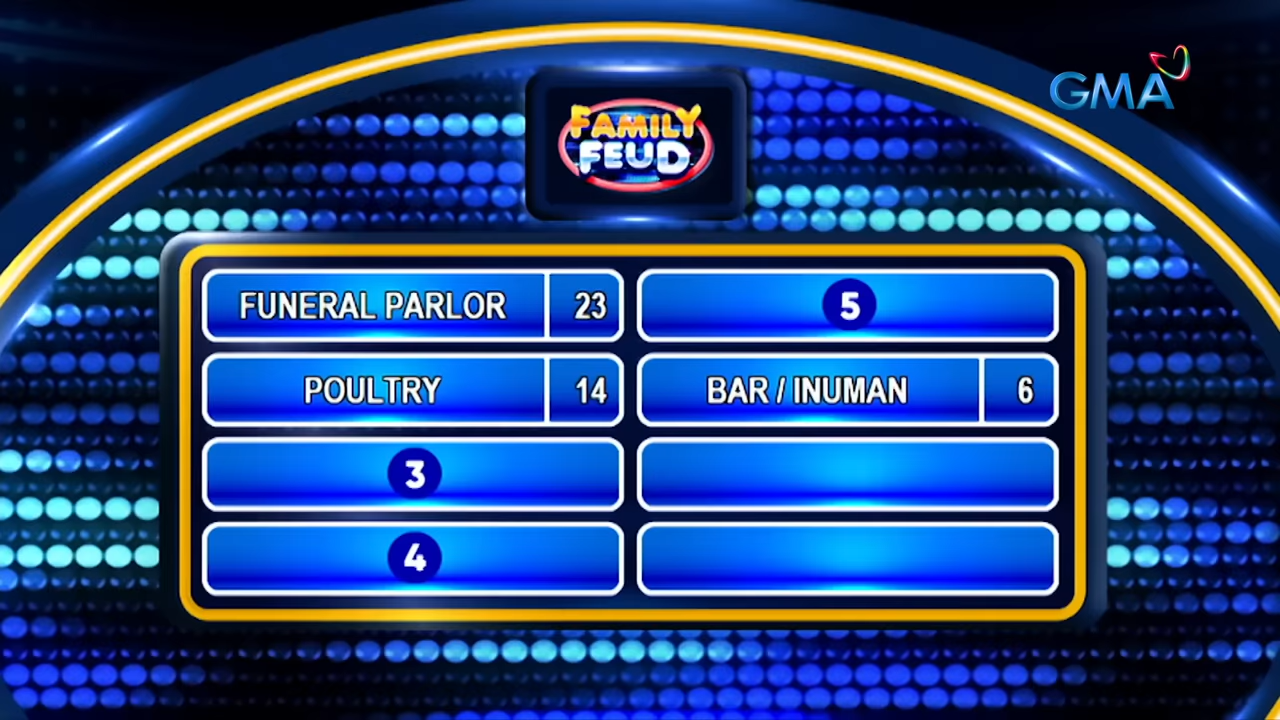 GMA
FAMILY
FEUD
FUNERAL PARLOR 23
5
POULTRY 14
BAR / INUMAN 6
3
4